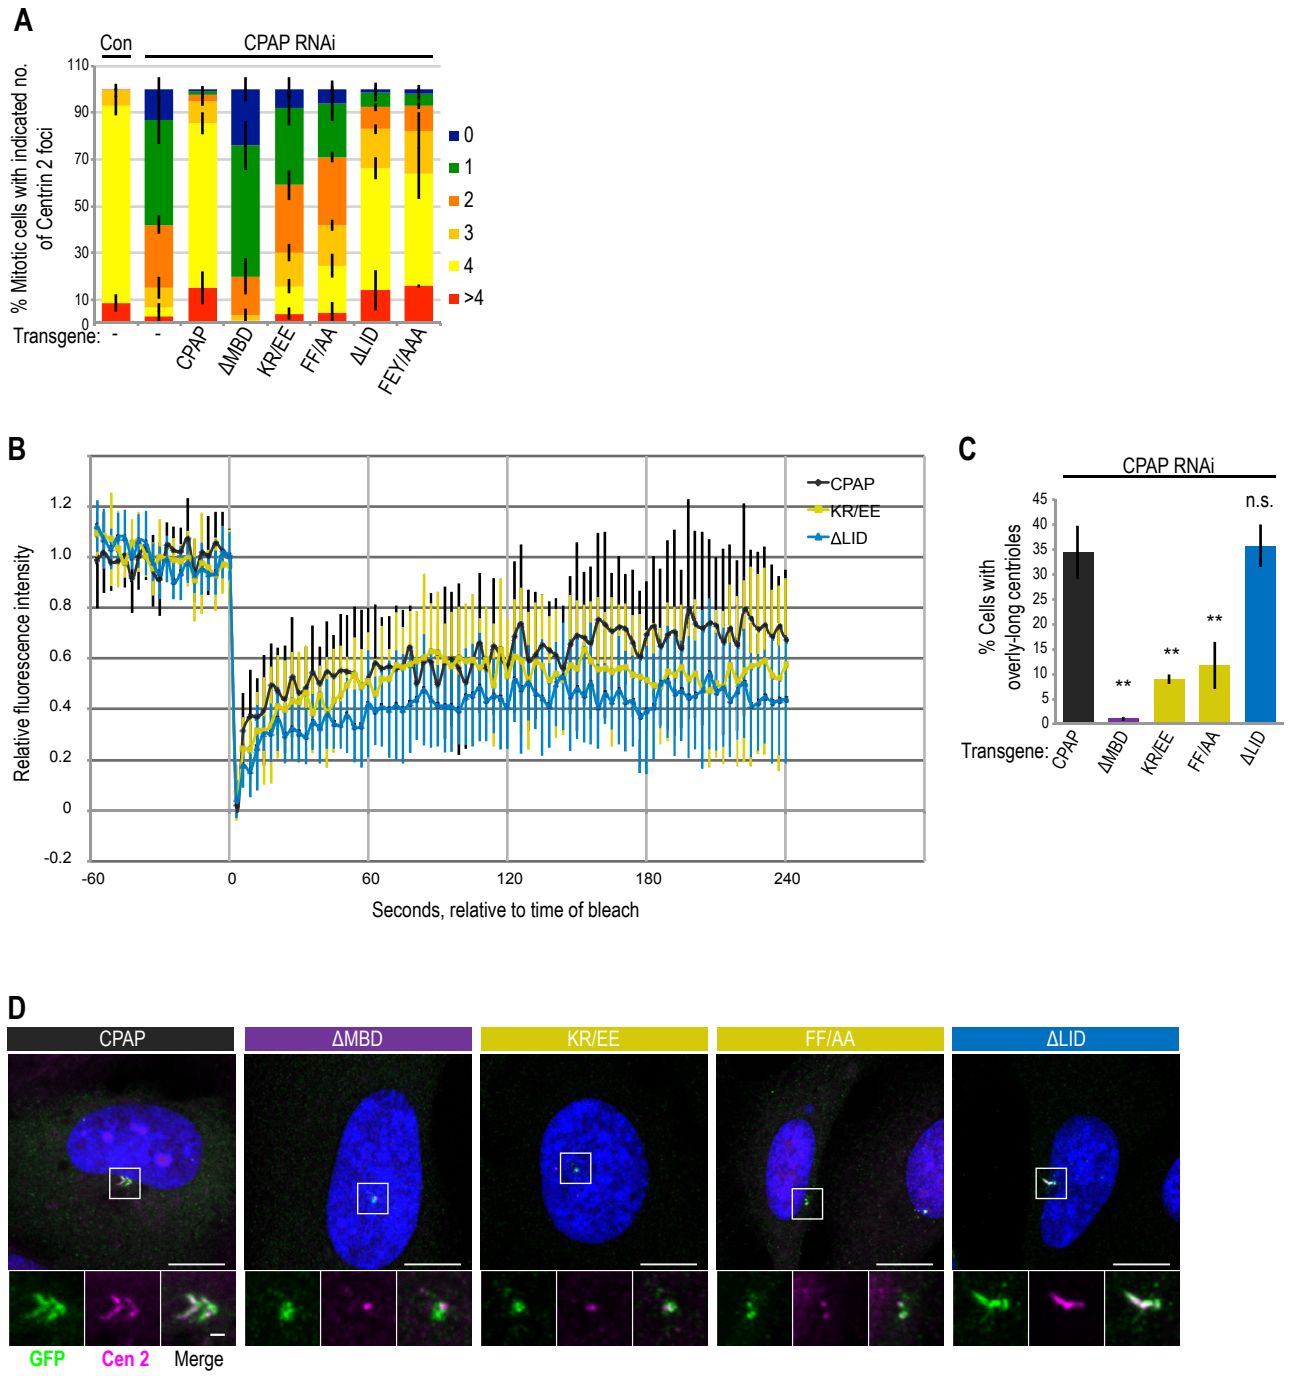 A
Con
CPAP RNAi
% Mitotic cells with indicated no.
of Centrin 2 foci
110
90
70
50
30
10
0
0
1
2
3
4
>4
Transgene: - - CPAP ΔMBD KR/EE FF/AA ΔLID FEY/AAA
B
Relative fluorescence intensity
1.2
1.0
0.8
0.6
0.4
0.2
0
-0.2
-60 0 60 120 180 240
Seconds, relative to time of bleach
CPAP
KR/EE
ΔLID
C
CPAP RNAi
% Cells with
overly-long centrioles
45
40
35
30
25
20
15
10
5
0
** ** ** n.s.
Transgene: CPAP ΔMBD KR/EE FF/AA ΔLID
D
CPAP ΔMBD KR/EE FF/AA ΔLID
GFP Cen 2 Merge